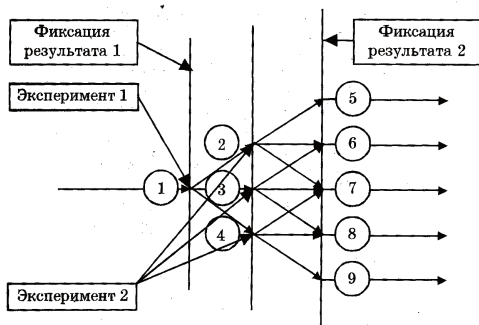 Фиксация
результата 1
Фиксация
результата 2
Эксперимент 1
5
2
6
1
3
7
4
8
9
Эксперимент 2